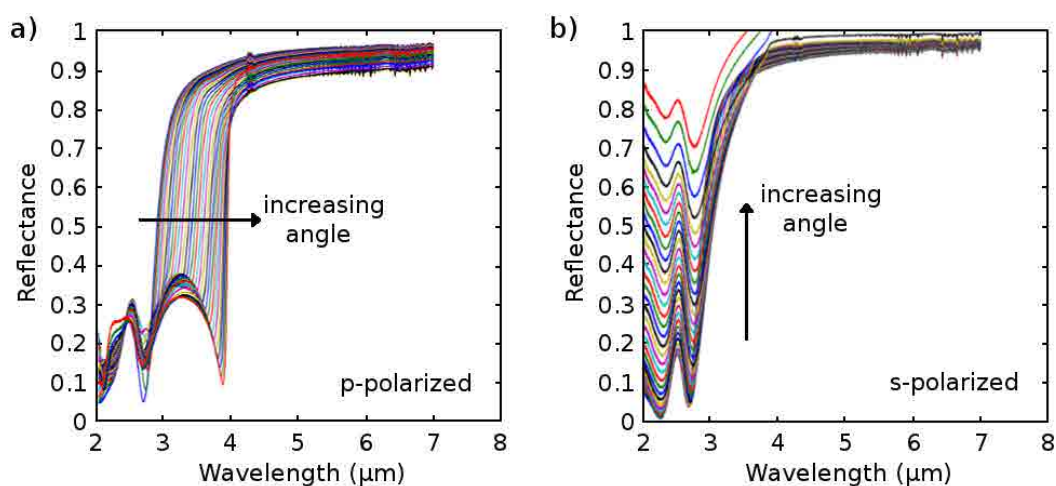 a)
Reflectance
1
0.9
0.8
0.7
0.6
0.5
0.4
0.3
0.2
0.1
0
increasing
angle
p-polarized
2 3 4 5 6 7 8
Wavelength (μm)
b)
Reflectance
1
0.9
0.8
0.7
0.6
0.5
0.4
0.3
0.2
0.1
0
increasing
angle
s-polarized
2 3 4 5 6 7 8
Wavelength (μm)